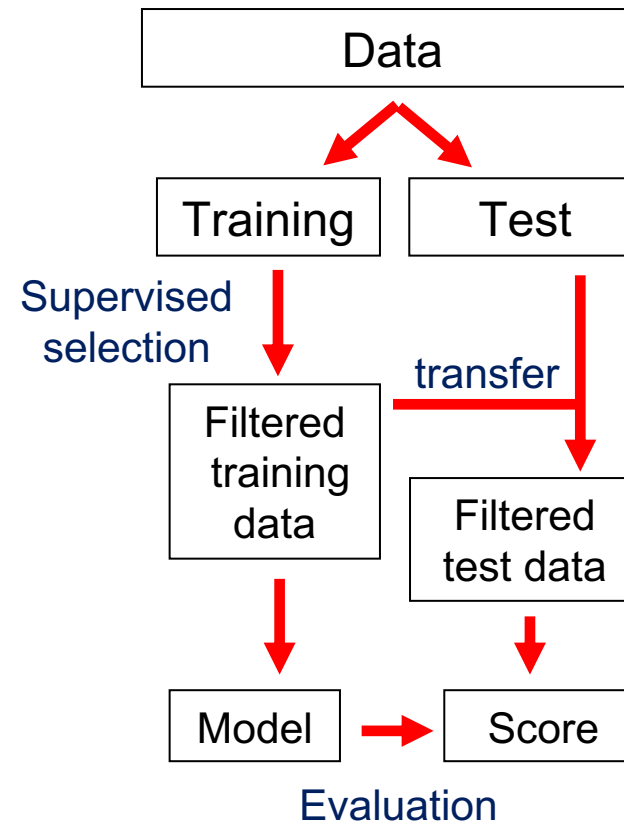 Data
Training
Test
Supervised
selection
transfer
Filtered
training
data
Filtered
test data
Model
Score
Evaluation